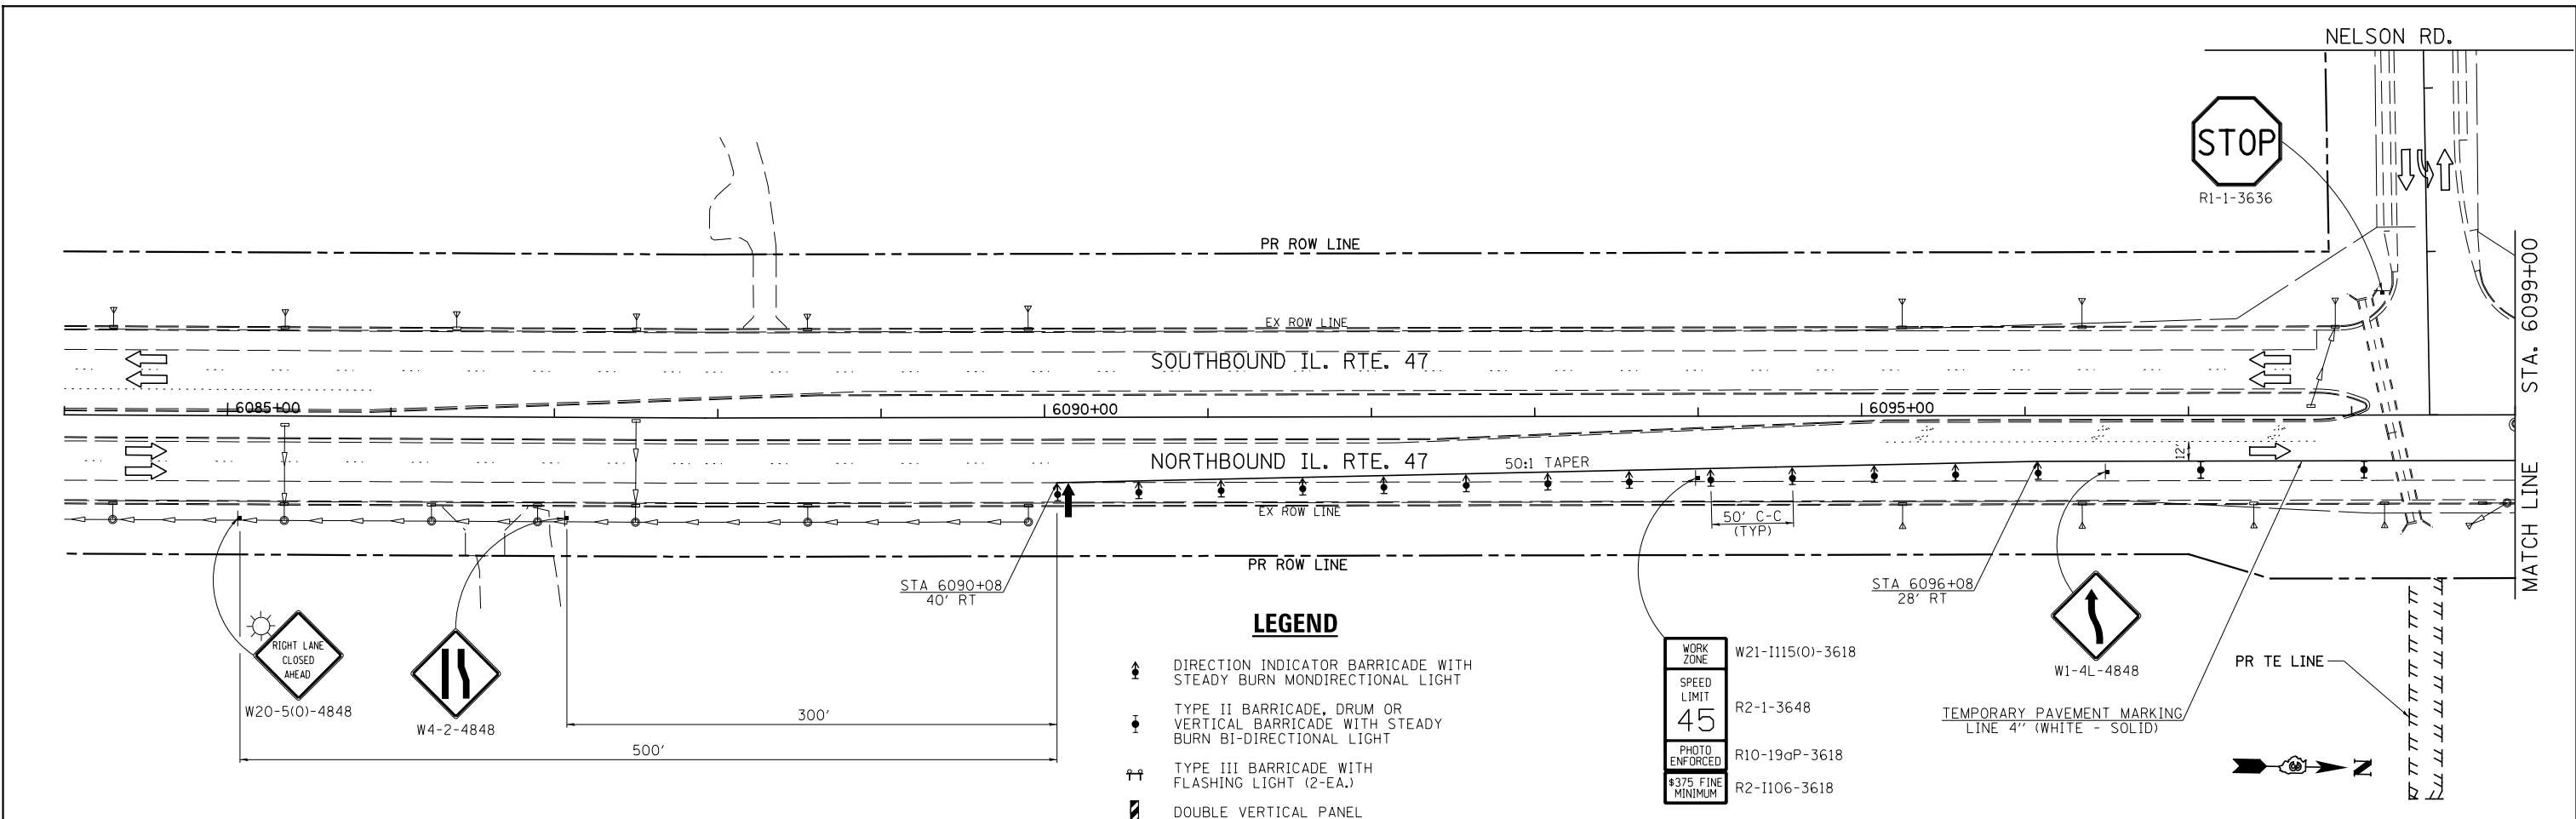 NELSON RD.
STOP
R1-1-3636
PR ROW LINE
EX ROW LINE
SOUTHBOUND IL. RTE. 47
6085+00
6090+00
6095+00
NORTHBOUND IL. RTE. 47
50:1 TAPER
12'
EX ROW LINE
50' C-C
(TYP)
PR ROW LINE
STA 6090+08
40' RT
STA 6096+08
28' RT
MATCH LINE STA. 6099+00
RIGHT LANE
CLOSED
AHEAD
W20-5(O)-4848
W4-2-4848
300'
500'
LEGEND
DIRECTION INDICATOR BARRICADE WITH
STEADY BURN MONDIRECTIONAL LIGHT
TYPE II BARRICADE, DRUM OR
VERTICAL BARRICADE WITH STEADY
BURN BI-DIRECTIONAL LIGHT
TYPE III BARRICADE WITH
FLASHING LIGHT (2-EA.)
DOUBLE VERTICAL PANEL
WORK
ZONE
W21-I115(O)-3618
SPEED
LIMIT
45
R2-1-3648
PHOTO
ENFORCED
R10-19aP-3618
$375 FINE
MINIMUM
R2-I106-3618
W1-4L-4848
TEMPORARY PAVEMENT MARKING
LINE 4" (WHITE - SOLID)
PR TE LINE
N